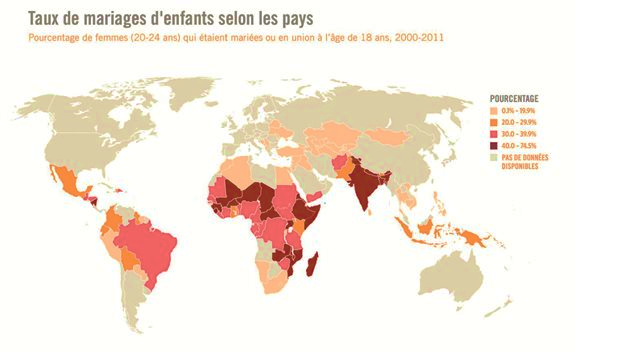 Taux de mariages d'enfants selon les pays
Pourcentage de femmes (20-24 ans) qui étaient mariées ou en union à l'âge de 18 ans, 2000-2011
POURCENTAGE
0.1% - 19.9%
20.0 - 29.9%
30.0 - 39.9%
40.0 - 74.5%
PAS DE DONNÉES
DISPONIBLES